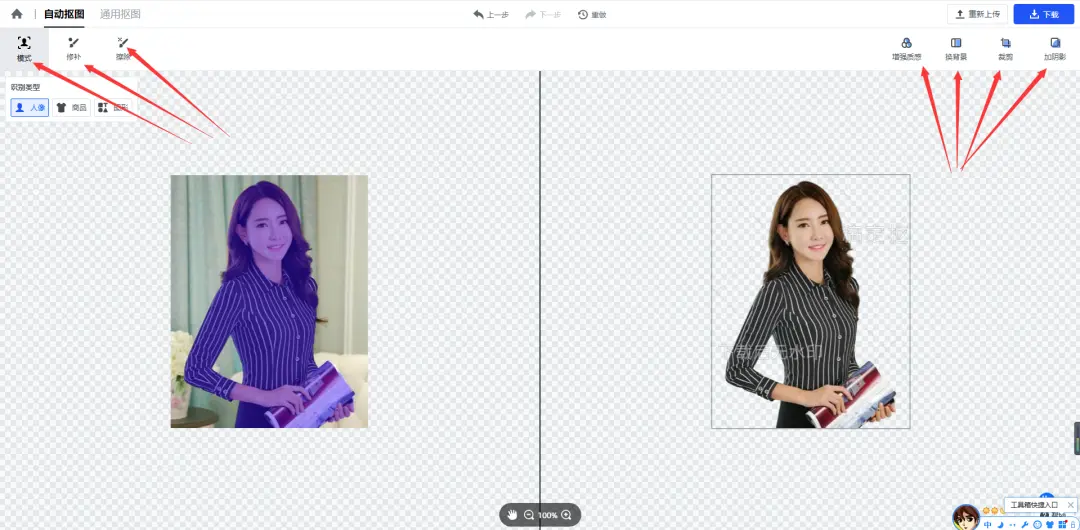 自动抠图 通用抠图 上一步 下一步 重做 重新上传 下载
模式 修补 擦除 增强质感 换背景 裁剪 加阴影
识别类型
人像 商品 图形
水印
100%
工具箱快捷入口
中